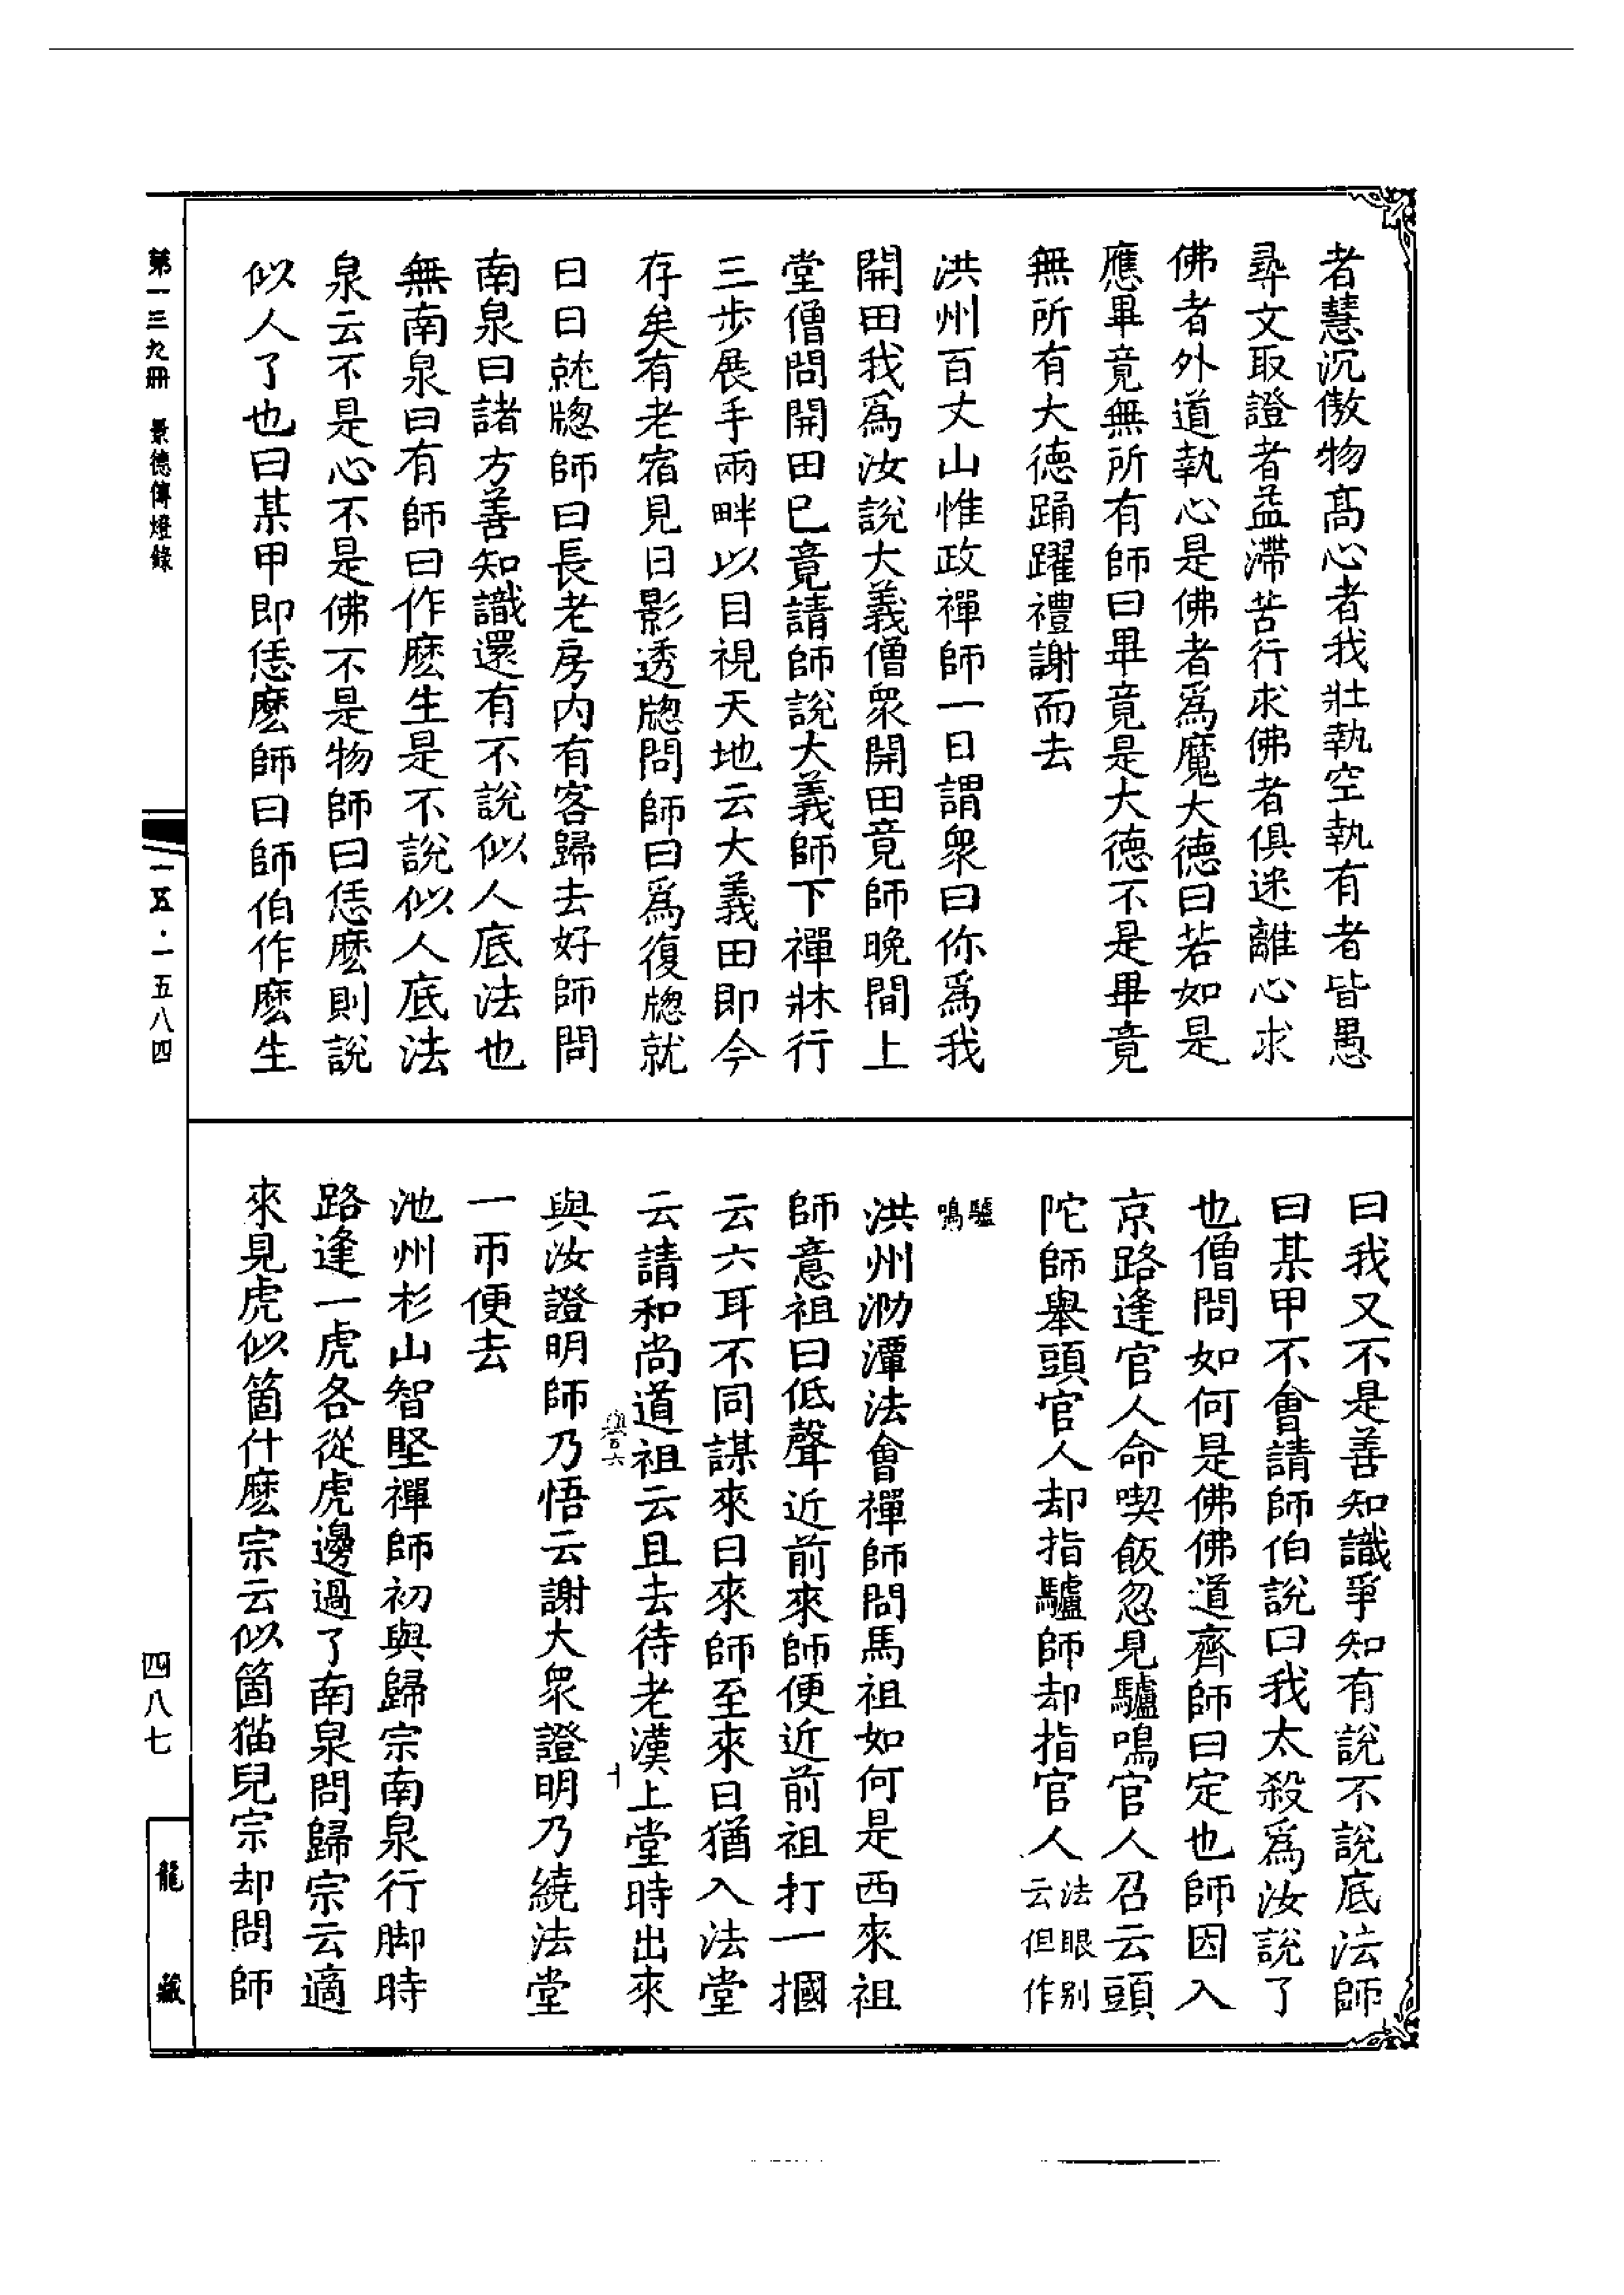 者慧沉傲物髙心者我壯執空執有者皆愚
尋文取證者益滯苦行求佛者俱迷離心求
佛者外道執心是佛者爲魔大德曰若如是
應畢竟無所有師曰畢竟是大德不是畢竟
無所有大德踊躍禮謝而去
洪州百丈山惟政禪師一日謂衆曰你爲我
開田我爲汝說大義僧衆開田竟師晚間上
堂僧問開田已竟請師說大義師下禪牀行
三步展手兩畔以目視天地云大義田即今
存矣有老宿見日影透牎問師曰爲復牎就
日日就牎師曰長老房内有客歸去好師問
南泉曰諸方善知識還有不說似人底法也
無南泉曰有師曰作麽生是不說似人底法
泉云不是心不是佛不是物師曰恁麽則說
似人了也曰某甲即恁麽師曰師伯作麽生
曰我又不是善知識爭知有說不說底法師
曰某甲不會請師伯說曰我太殺爲汝說了
也僧問如何是佛佛道齊師曰定也師因入
京路逢官人命喫飯忽見驢鳴官人召云頭
陀師舉頭官人却指驢師却指官人法眼别云但作
驢鳴
洪州泐潭法會禪師問馬祖如何是西來祖
師意祖曰低聲近前來師便近前祖打一摑
云六耳不同謀來日來師至來日猶入法堂
云請和尚道祖云且去待老漢上堂時出來
與汝證明師乃悟云謝大衆證明乃繞法堂
一帀便去
池州杉山智堅禪師初與歸宗南泉行脚時
路逢一虎各從虎邊過了南泉問歸宗云適
來見虎似箇什麽宗云似箇猫兒宗却問師
譽六
十
第一三九冊 景德傳燈錄
一五·一五八四
四八七
龍藏